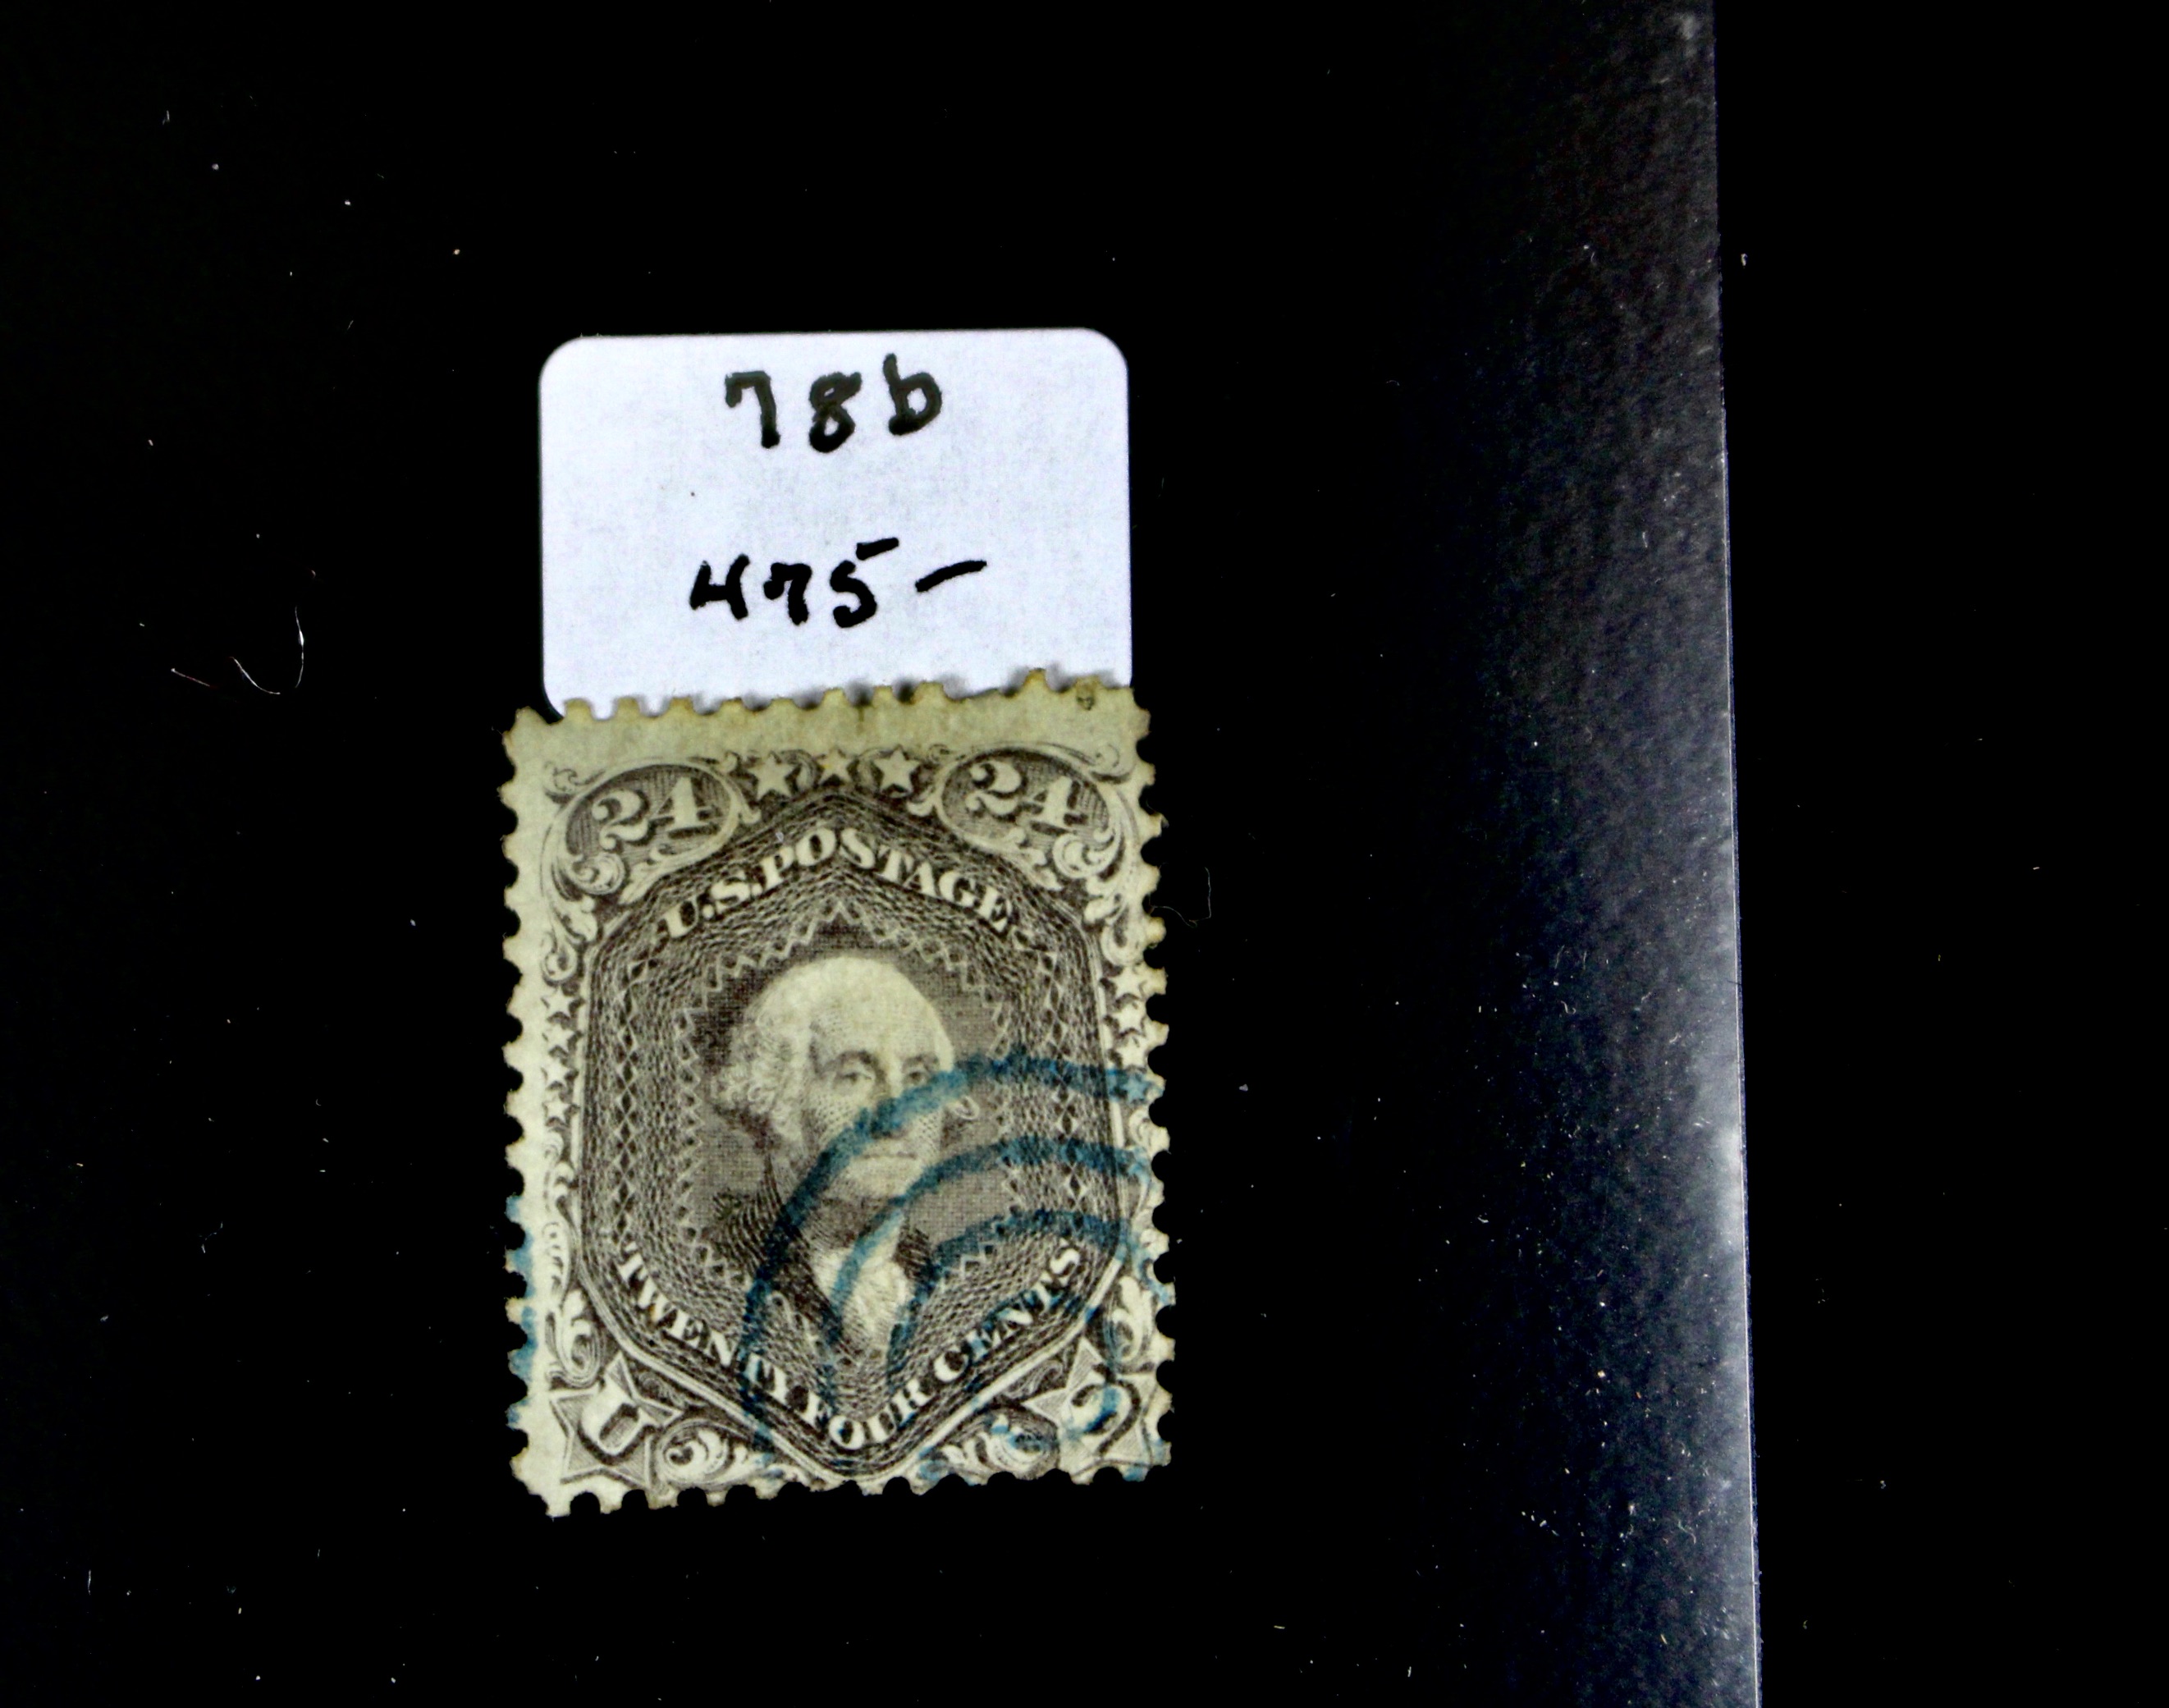 78b
475-
24 24
U.S. POSTAGE
TWENTY FOUR CENTS
U S